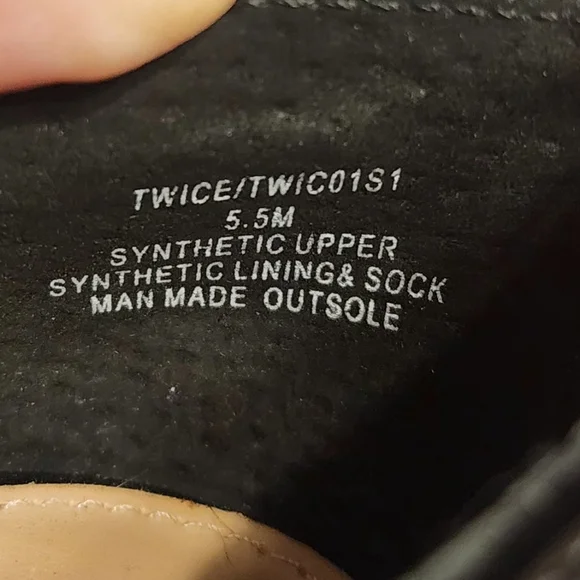 TWICE/TWIC01S1
5.5M
SYNTHETIC UPPER
SYNTHETIC LINING& SOCK
MAN MADE OUTSOLE